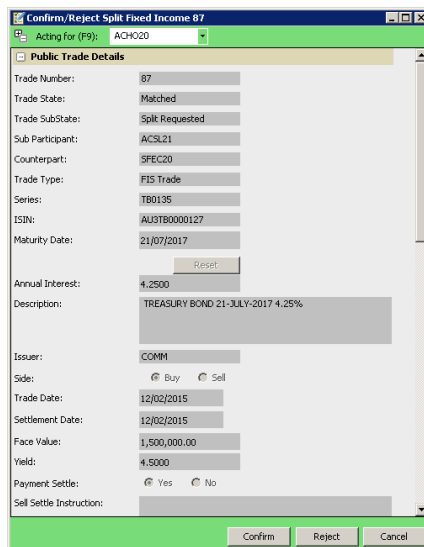 Confirm/Reject Split Fixed Income 87
Acting for (F9): ACHO20
Public Trade Details
Trade Number: 87
Trade State: Matched
Trade SubState: Split Requested
Sub Participant: ACSL21
Counterpart: SFEC20
Trade Type: FIS Trade
Series: TB0135
ISIN: AU3TB0000127
Maturity Date: 21/07/2017
Reset
Annual Interest: 4.2500
Description: TREASURY BOND 21-JULY-2017 4.25%
Issuer: COMM
Side: Buy Sell
Trade Date: 12/02/2015
Settlement Date: 12/02/2015
Face Value: 1,500,000.00
Yield: 4.5000
Payment Settle: Yes No
Sell Settle Instruction:
Confirm Reject Cancel